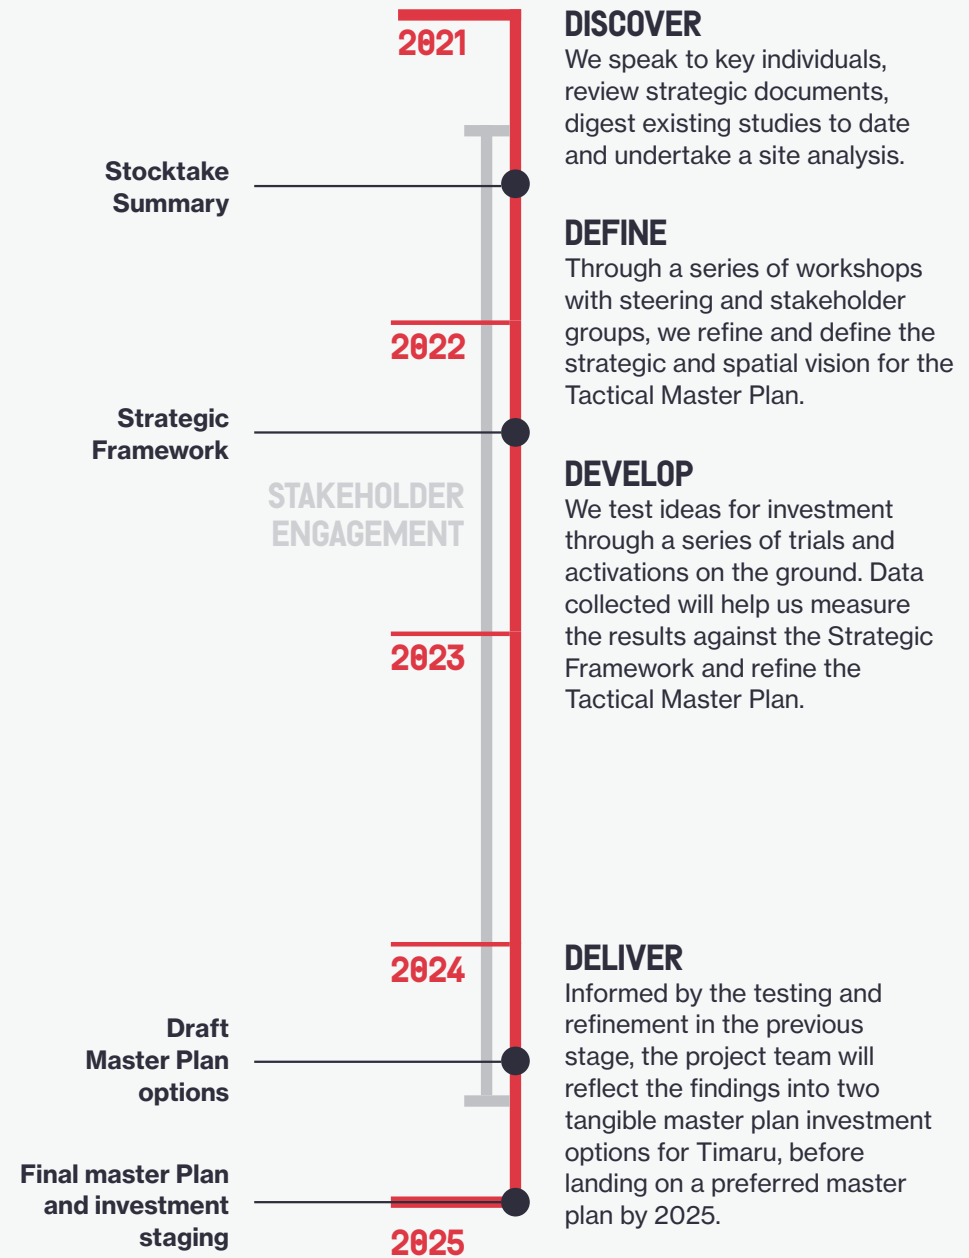 2021
DISCOVER
We speak to key individuals,
review strategic documents,
digest existing studies to date
and undertake a site analysis.
Stocktake
Summary
DEFINE
Through a series of workshops
with steering and stakeholder
groups, we refine and define the
strategic and spatial vision for the
Tactical Master Plan.
2022
Strategic
Framework
STAKEHOLDER
ENGAGEMENT
DEVELOP
We test ideas for investment
through a series of trials and
activations on the ground. Data
collected will help us measure
the results against the Strategic
Framework and refine the
Tactical Master Plan.
2023
2024
DELIVER
Informed by the testing and
refinement in the previous
stage, the project team will
reflect the findings into two
tangible master plan investment
options for Timaru, before
landing on a preferred master
plan by 2025.
Draft
Master Plan
options
Final master Plan
and investment
staging
2025